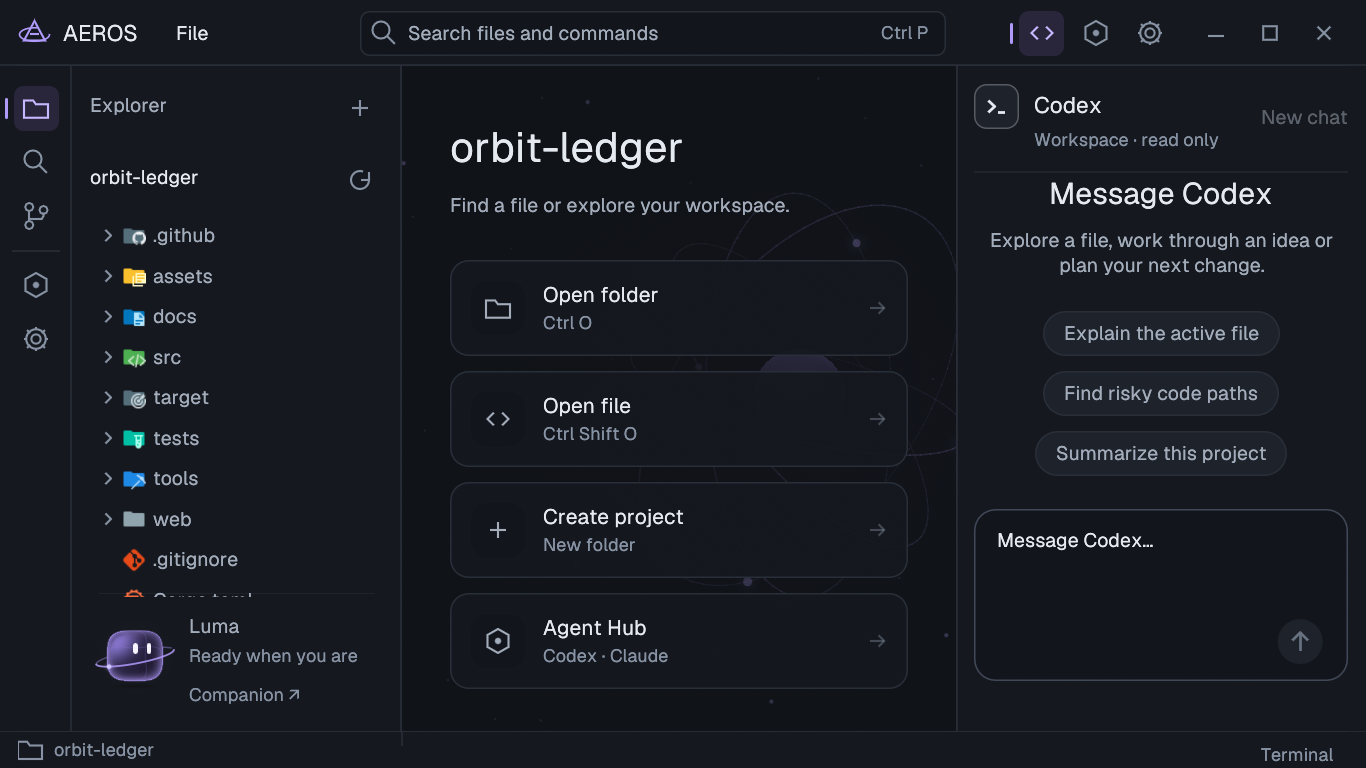 AEROS
File
Search files and commands
Ctrl P
Explorer
orbit-ledger
.github
assets
docs
src
target
tests
tools
web
.gitignore
Luma
Ready when you are
Companion
orbit-ledger
Find a file or explore your workspace.
Open folder
Ctrl O
Open file
Ctrl Shift O
Create project
New folder
Agent Hub
Codex · Claude
Codex
Workspace · read only
New chat
Message Codex
Explore a file, work through an idea or
plan your next change.
Explain the active file
Find risky code paths
Summarize this project
Message Codex…
orbit-ledger
Terminal